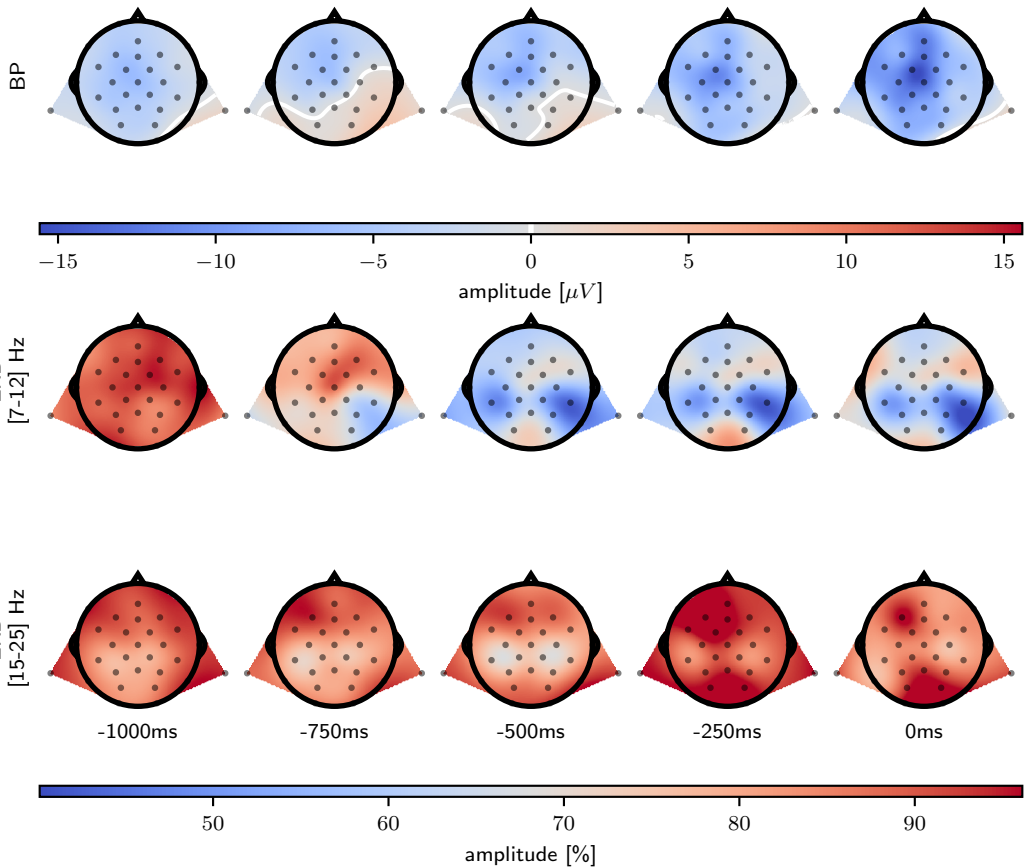 BP
−15 −10 −5 0 5 10 15
amplitude [μV]
[7-12] Hz
[15-25] Hz
-1000ms -750ms -500ms -250ms 0ms
50 60 70 80 90
amplitude [%]